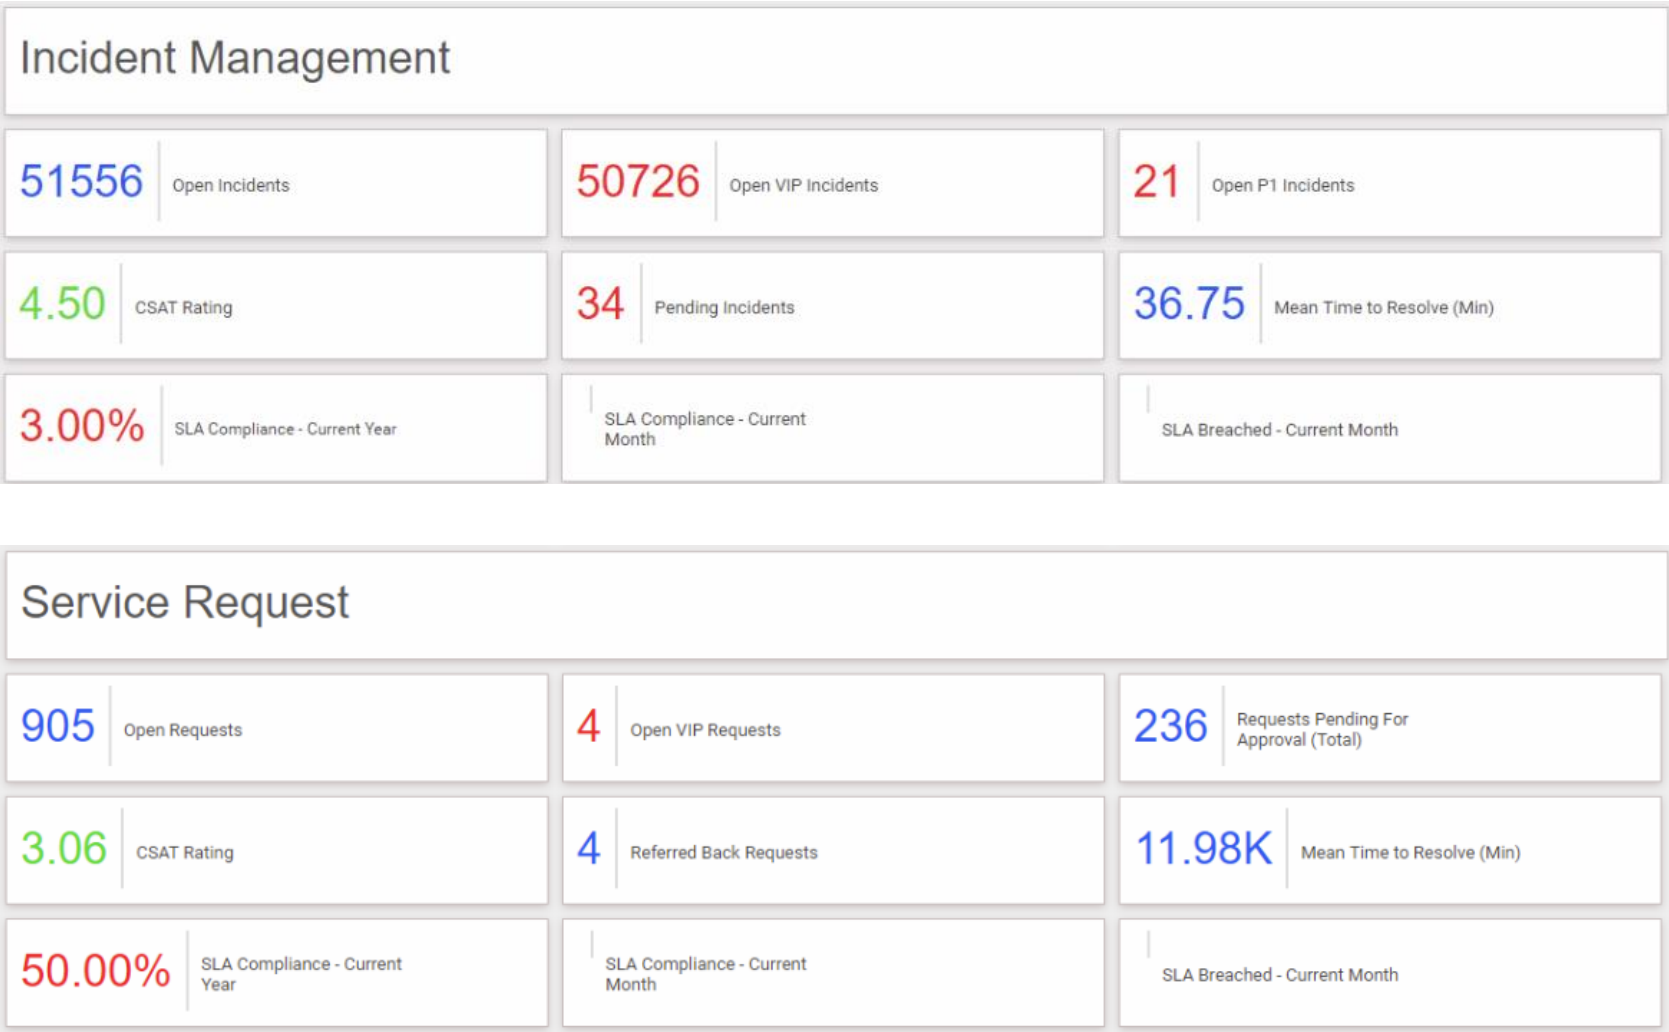 Incident Management
51556 Open Incidents
50726 Open VIP Incidents
21 Open P1 Incidents
4.50 CSAT Rating
34 Pending Incidents
36.75 Mean Time to Resolve (Min)
3.00% SLA Compliance - Current Year
SLA Compliance - Current
Month
SLA Breached - Current Month
Service Request
905 Open Requests
4 Open VIP Requests
236 Requests Pending For
Approval (Total)
3.06 CSAT Rating
4 Referred Back Requests
11.98K Mean Time to Resolve (Min)
50.00% SLA Compliance - Current
Year
SLA Compliance - Current
Month
SLA Breached - Current Month